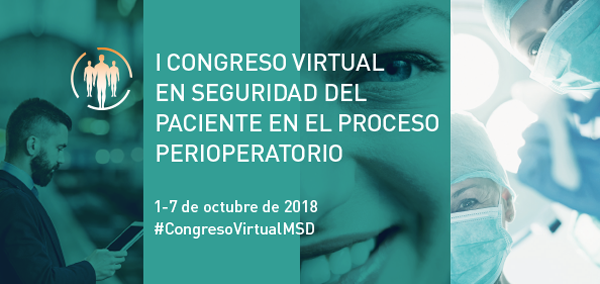 I CONGRESO VIRTUAL
EN SEGURIDAD DEL
PACIENTE EN EL PROCESO
PERIOPERATORIO
1-7 de octubre de 2018
#CongresoVirtualMSD